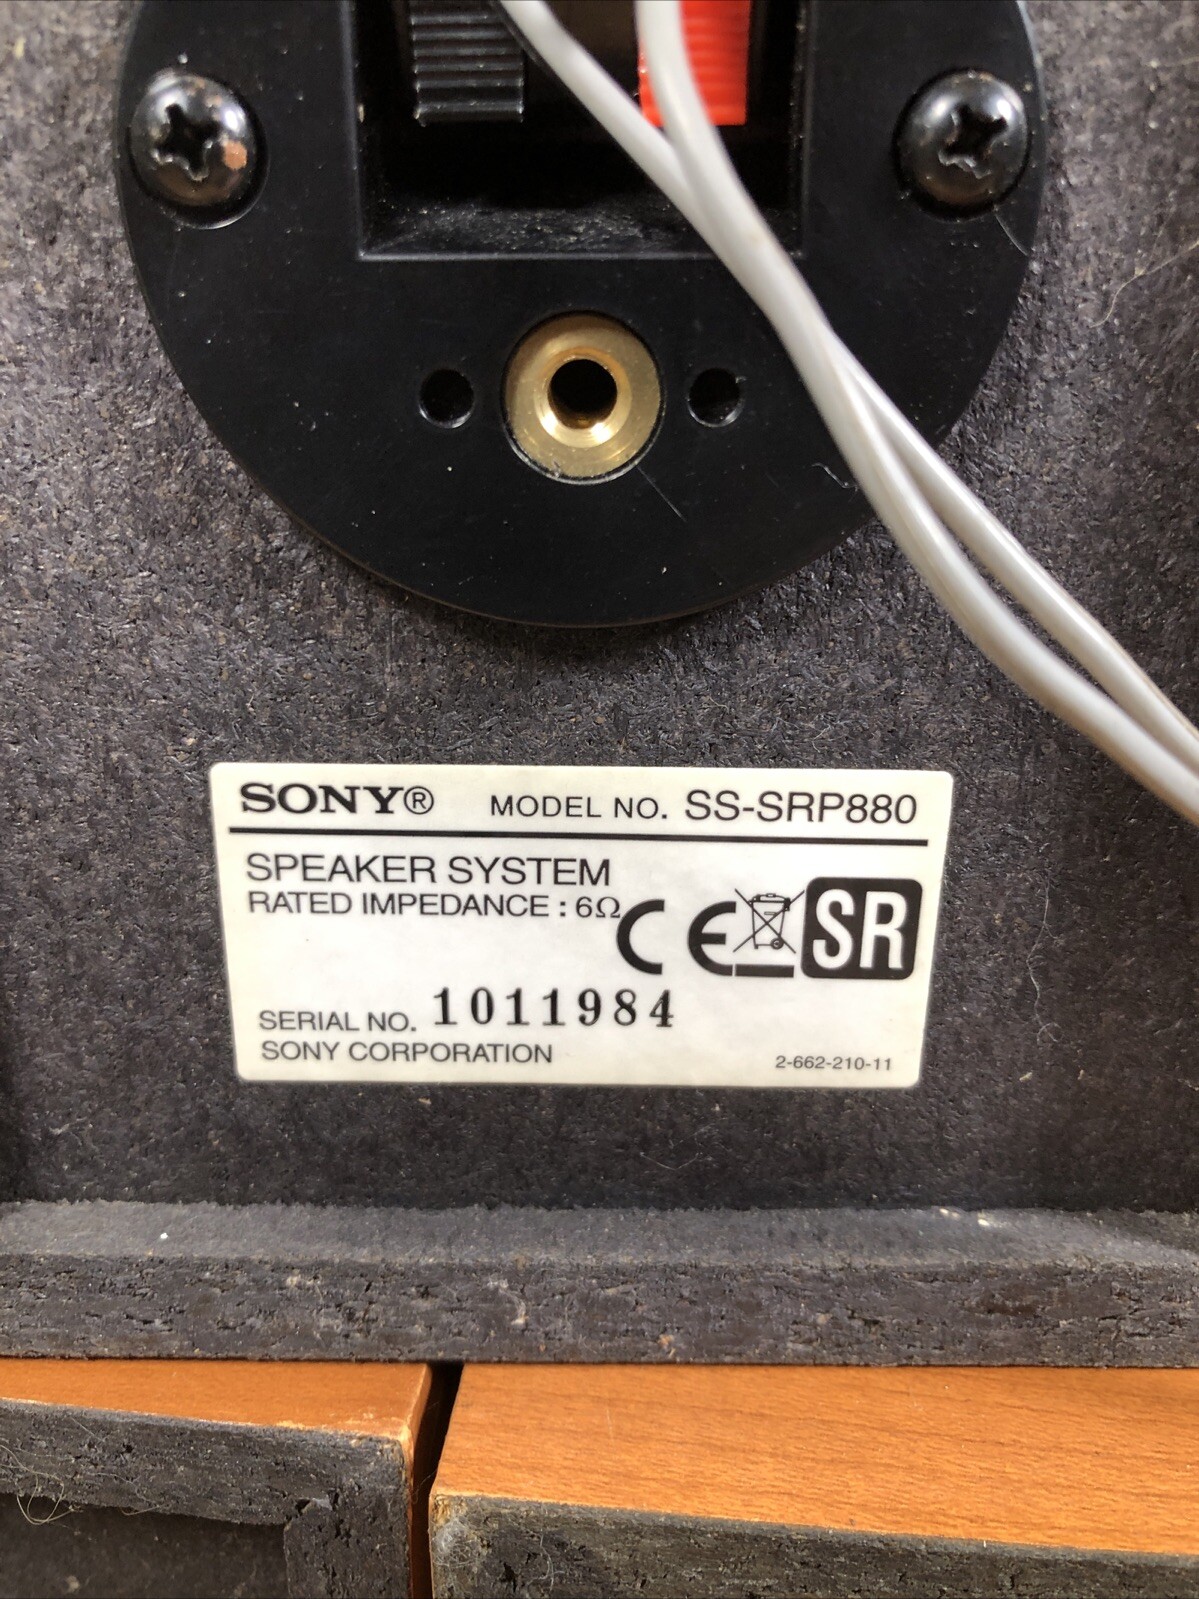 SONY® MODEL NO. SS-SRP880
SPEAKER SYSTEM
RATED IMPEDANCE : 6Ω
CE SR
SERIAL NO. 1011984
SONY CORPORATION
2-662-210-11